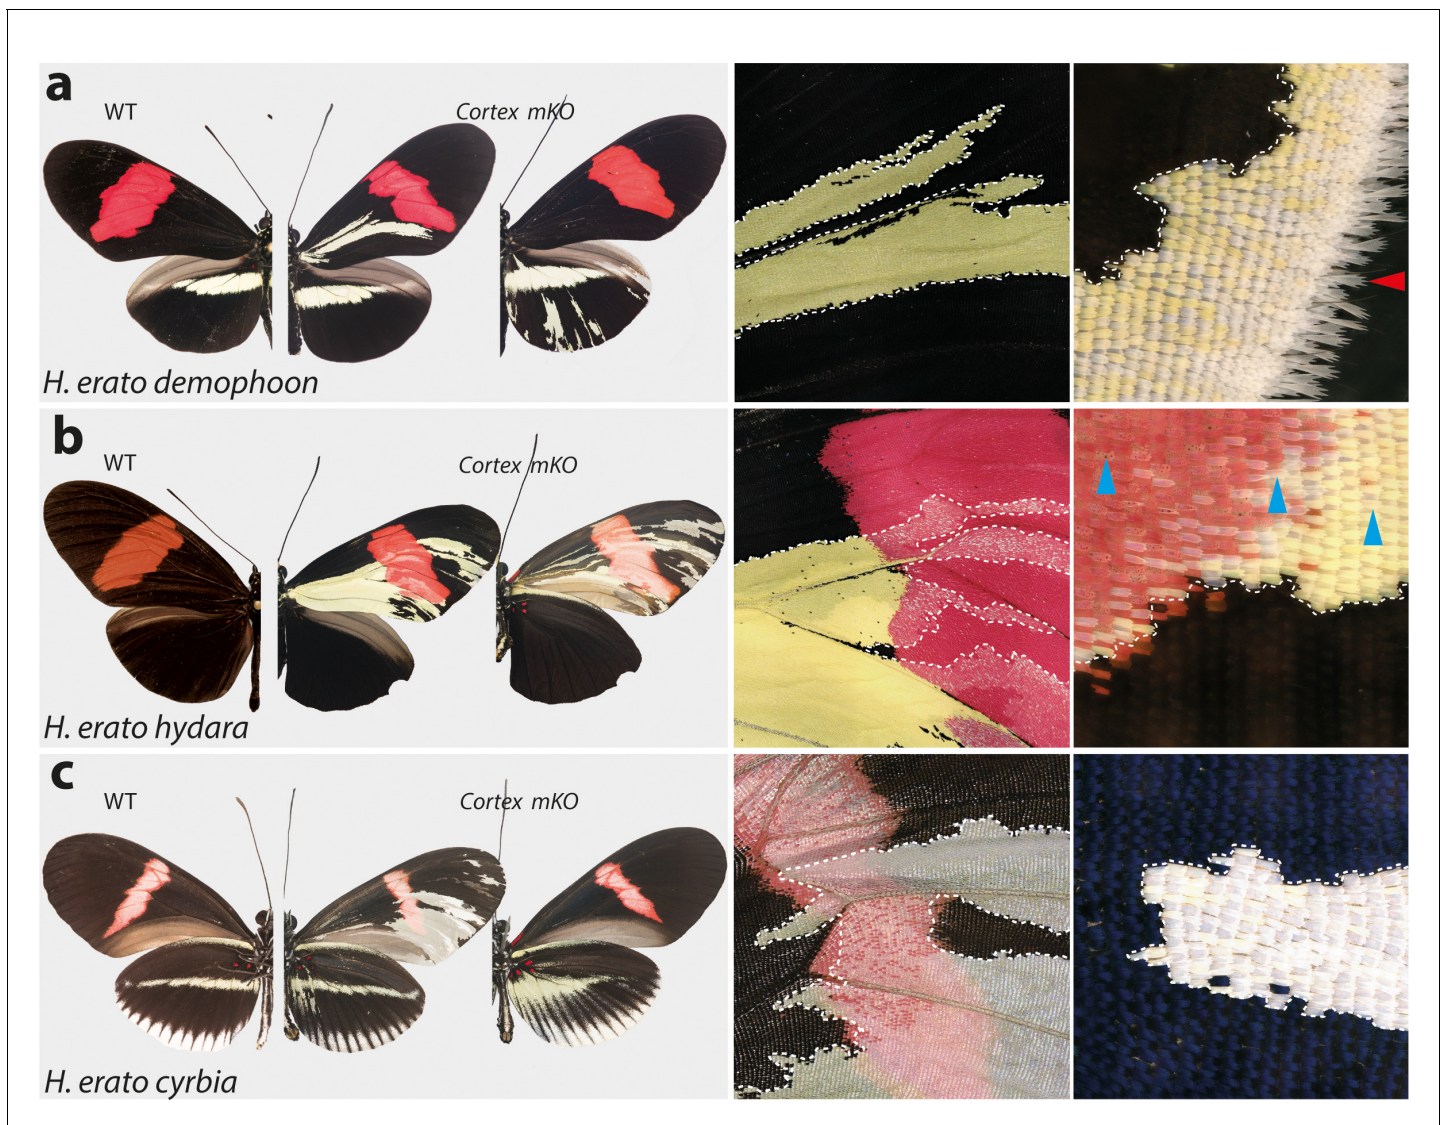 a
WT
Cortex mKO
H. erato demophoon
b
WT
Cortex mKO
H. erato hydara
c
WT
Cortex mKO
H. erato cyrbia